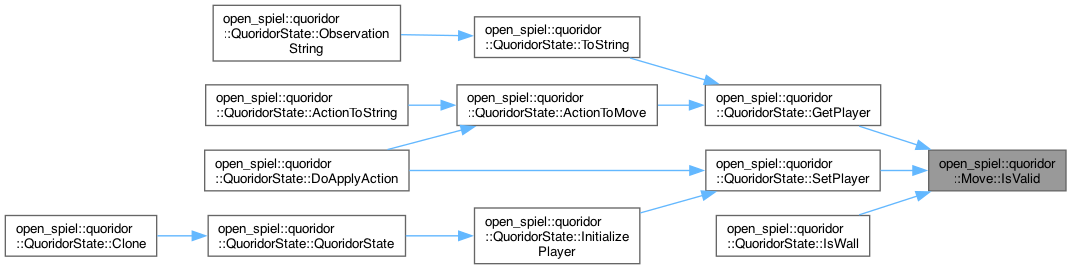 open_spiel::quoridor
::QuoridorState::Observation
String
open_spiel::quoridor
::QuoridorState::ToString
open_spiel::quoridor
::QuoridorState::ActionToString
open_spiel::quoridor
::QuoridorState::ActionToMove
open_spiel::quoridor
::QuoridorState::GetPlayer
open_spiel::quoridor
::QuoridorState::DoApplyAction
open_spiel::quoridor
::QuoridorState::SetPlayer
open_spiel::quoridor
::Move::IsValid
open_spiel::quoridor
::QuoridorState::Clone
open_spiel::quoridor
::QuoridorState::QuoridorState
open_spiel::quoridor
::QuoridorState::Initialize
Player
open_spiel::quoridor
::QuoridorState::IsWall